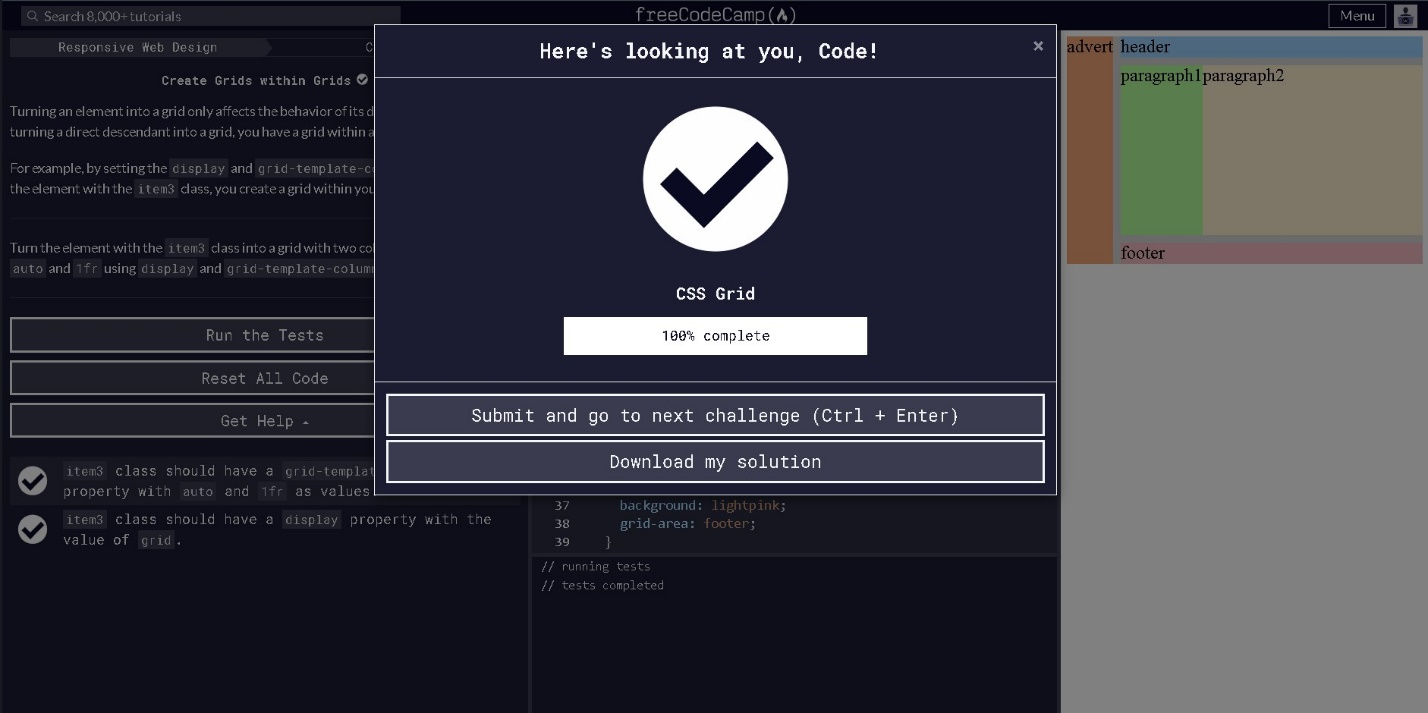 Search 8,000+ tutorials
freeCodeCamp
Menu
Responsive Web Design
C
Create Grids within Grids
Turning an element into a grid only affects the behavior of its d
turning a direct descendant into a grid, you have a grid within a
For example, by setting the display and grid-template-co
the element with the item3 class, you create a grid within you
Turn the element with the item3 class into a grid with two col
auto and 1fr using display and grid-template-colum
Run the Tests
Reset All Code
Get Help
item3 class should have a grid-templat
property with auto and 1fr as values
item3 class should have a display property with the
value of grid.
Here's looking at you, Code!
×
CSS Grid
100% complete
Submit and go to next challenge (Ctrl + Enter)
Download my solution
37 background: lightpink;
38 grid-area: footer;
39 }
// running tests
// tests completed
advert
header
paragraph1
paragraph2
footer